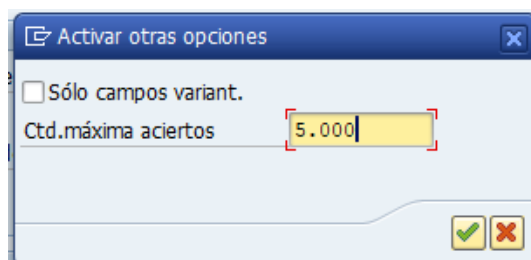 Activar otras opciones
Sólo campos variant.
Ctd.máxima aciertos 5.000